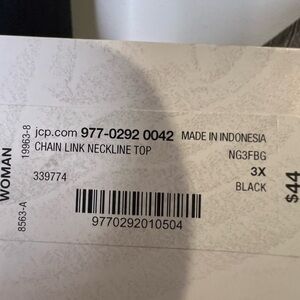 WOMAN
19963-8
8563-A
jcp.com 977-0292 0042 MADE IN INDONESIA
CHAIN LINK NECKLINE TOP NG3FBG
3X
339774 BLACK
9770292010504
$44